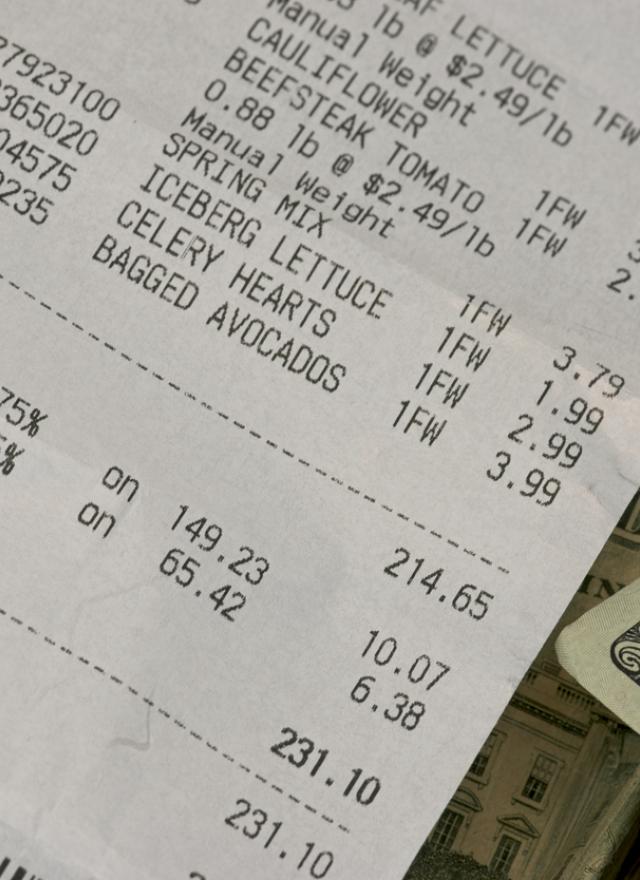 LETTUCE 1FW
lb @ $2.49/lb
Manual Weight
CAULIFLOWER 1FW
BEEFSTEAK TOMATO 1FW
0.88 lb @ $2.49/lb
Manual Weight
27923100 SPRING MIX 1FW 3.79
365020 ICEBERG LETTUCE 1FW 1.99
04575 CELERY HEARTS 1FW 2.99
235 BAGGED AVOCADOS 1FW 3.99
214.65
75% on 149.23 10.07
% on 65.42 6.38
231.10
231.10
IN